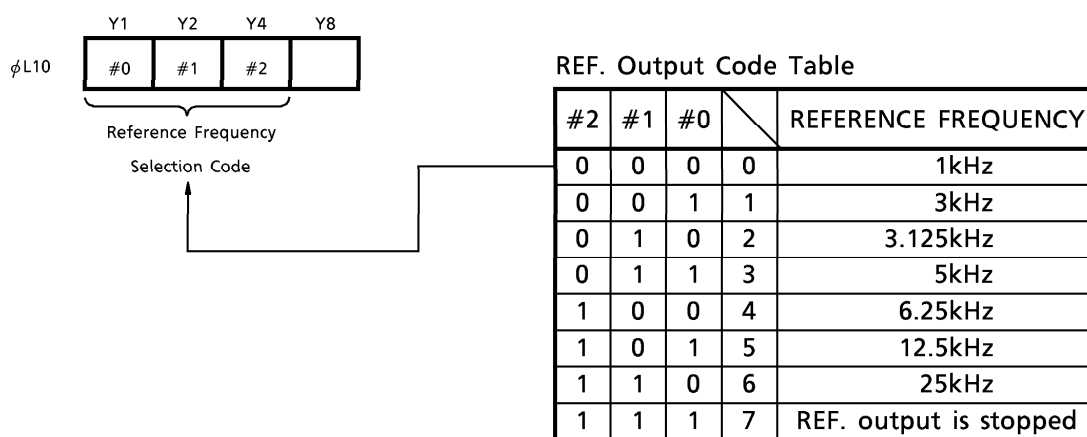 Y1 Y2 Y4 Y8
φL10 #0 #1 #2
Reference Frequency
Selection Code
REF. Output Code Table
#2 #1 #0 REFERENCE FREQUENCY
0 0 0 0 1kHz
0 0 1 1 3kHz
0 1 0 2 3.125kHz
0 1 1 3 5kHz
1 0 0 4 6.25kHz
1 0 1 5 12.5kHz
1 1 0 6 25kHz
1 1 1 7 REF. output is stopped